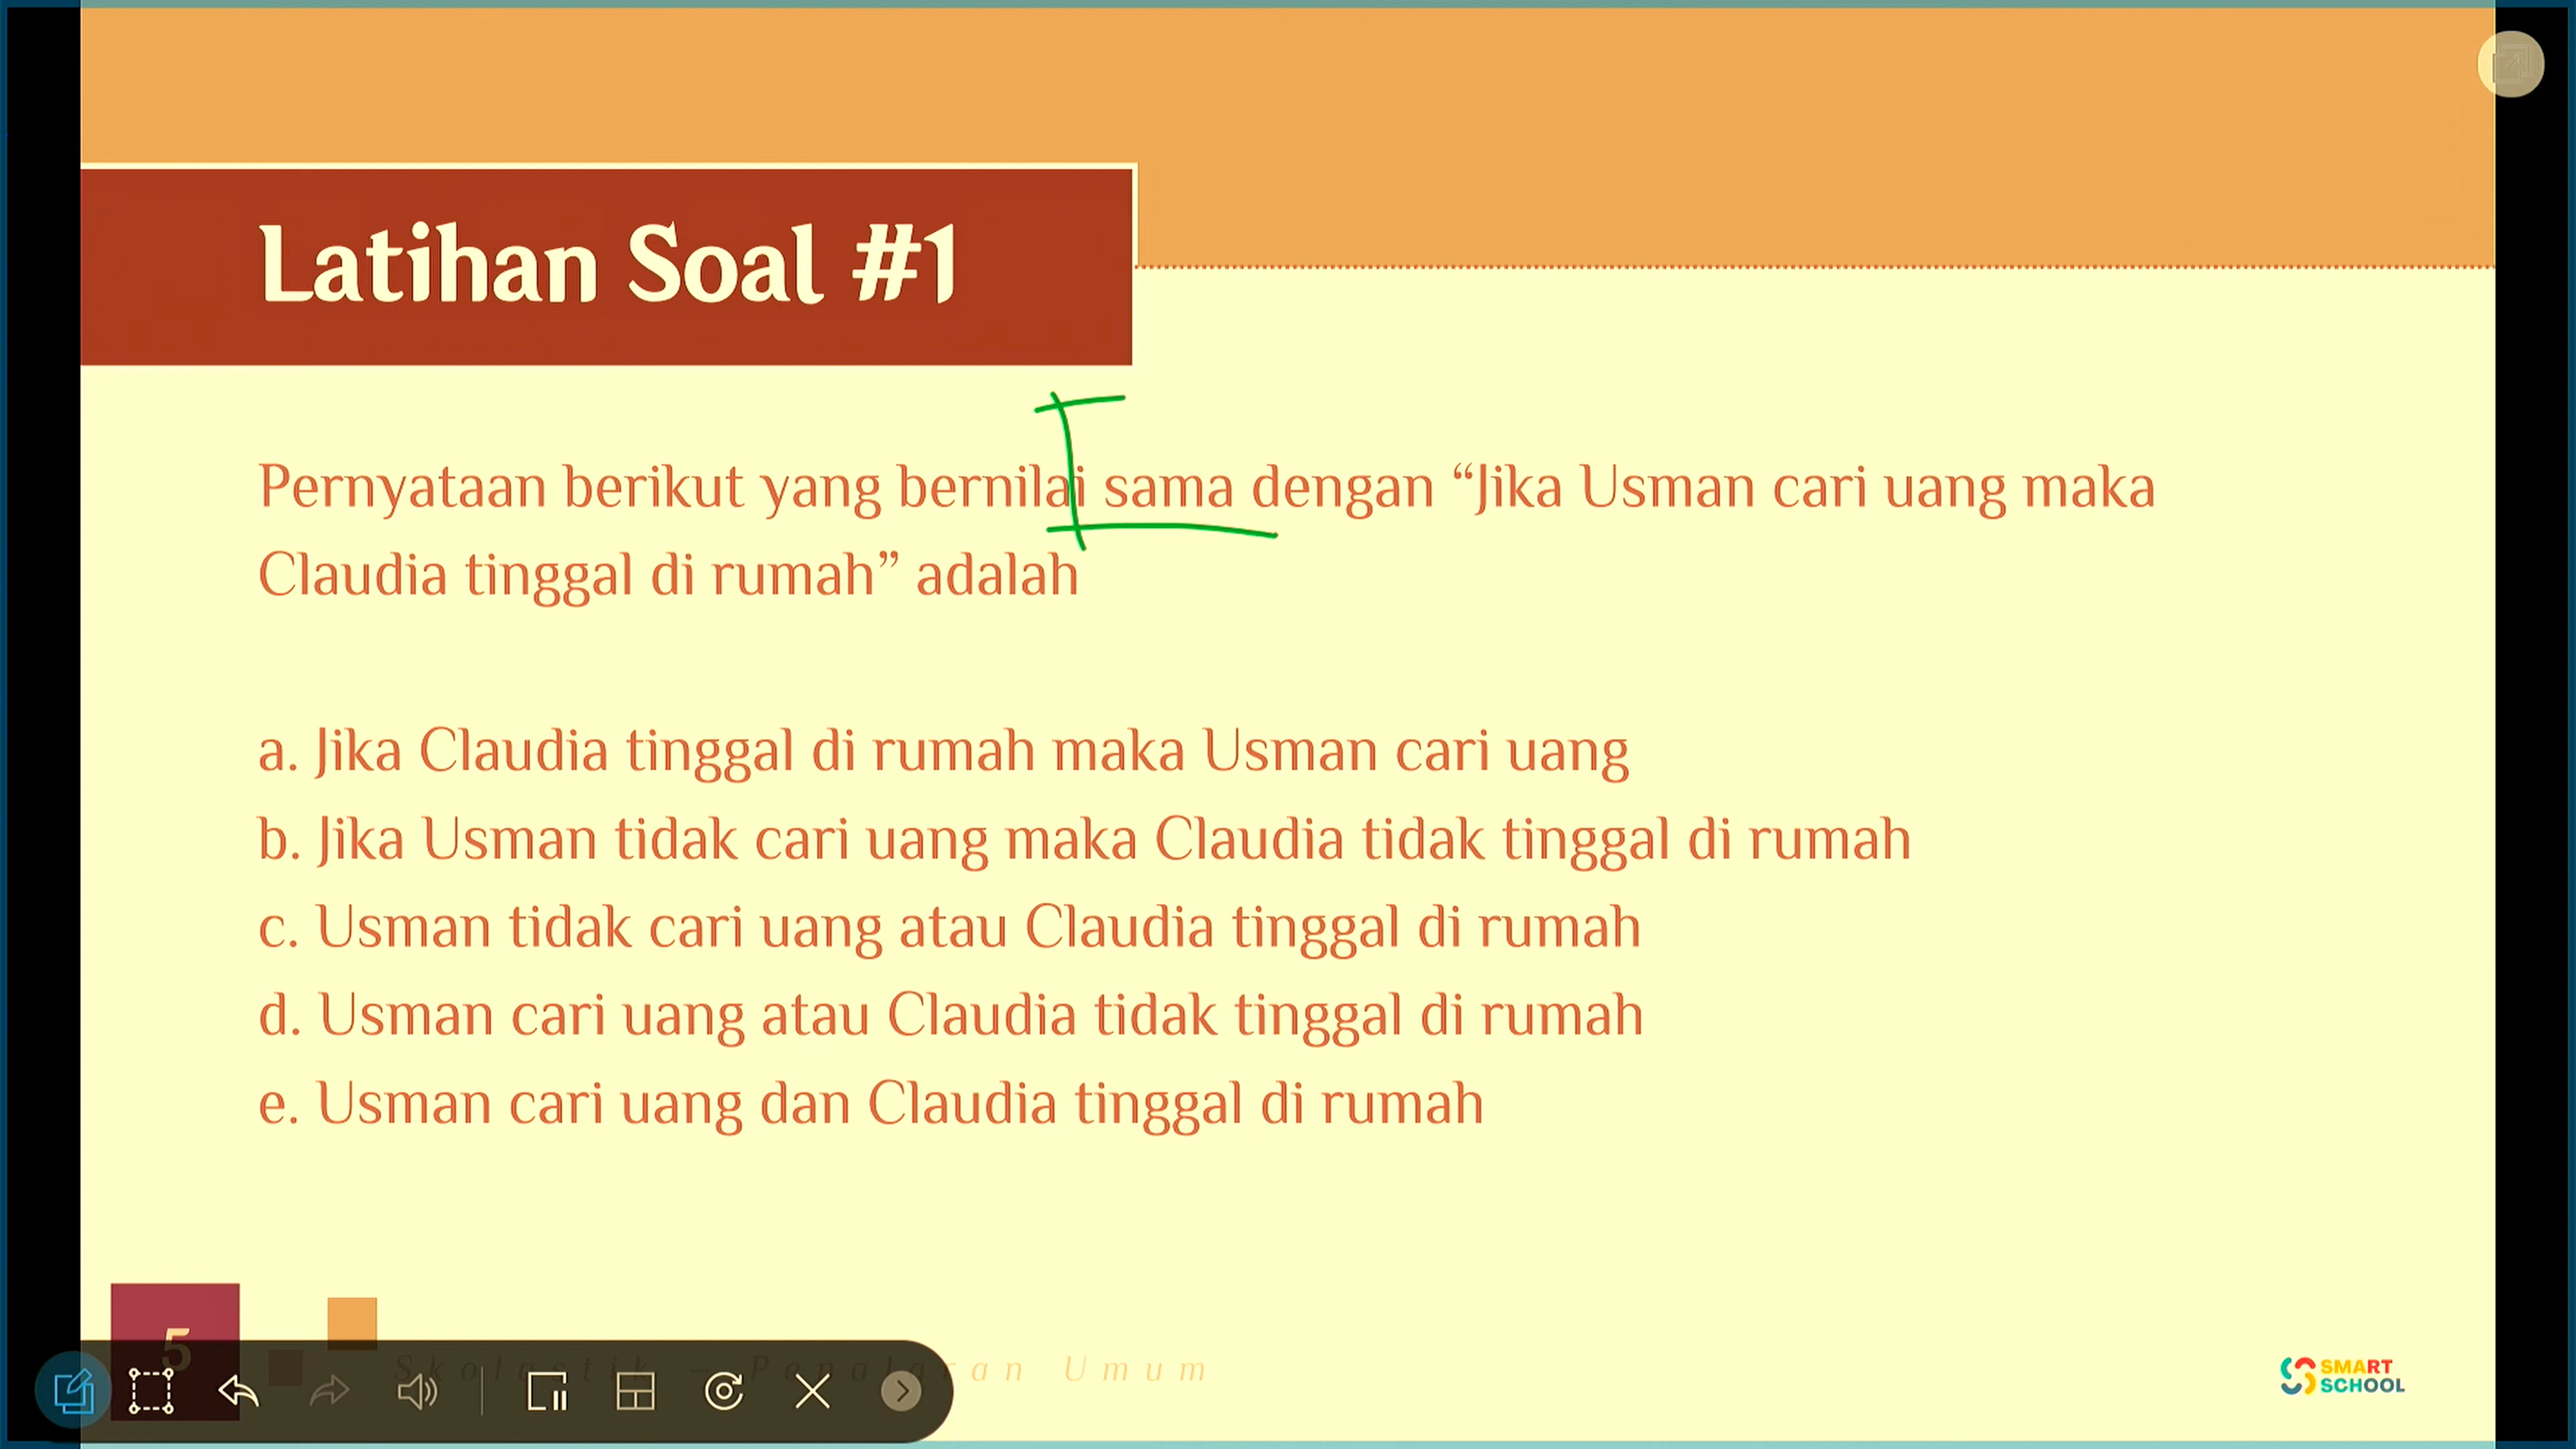 Latihan Soal #1
Pernyataan berikut yang bernilai sama dengan “Jika Usman cari uang maka
Claudia tinggal di rumah” adalah
a. Jika Claudia tinggal di rumah maka Usman cari uang
b. Jika Usman tidak cari uang maka Claudia tidak tinggal di rumah
c. Usman tidak cari uang atau Claudia tinggal di rumah
d. Usman cari uang atau Claudia tidak tinggal di rumah
e. Usman cari uang dan Claudia tinggal di rumah
5
Skolastik – Penalaran Umum
SMART
SCHOOL